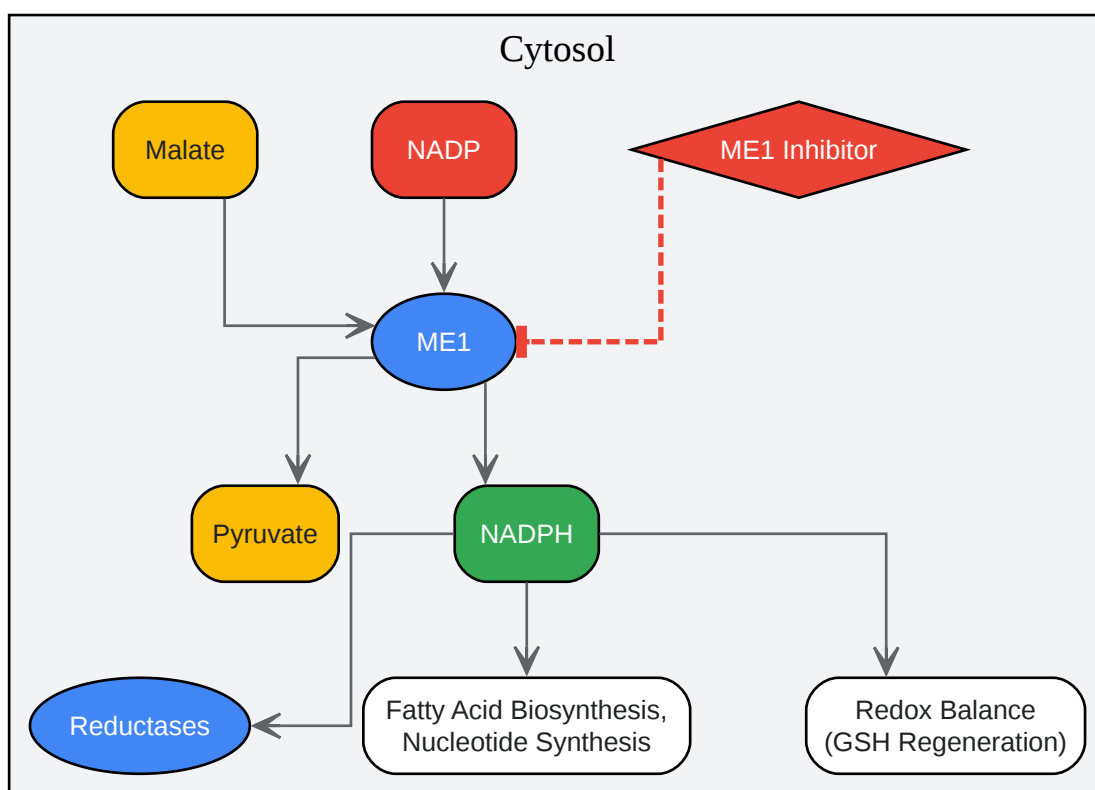 Cytosol
Malate
NADP
ME1 Inhibitor
ME1
Pyruvate
NADPH
Reductases
Fatty Acid Biosynthesis,
Nucleotide Synthesis
Redox Balance
(GSH Regeneration)